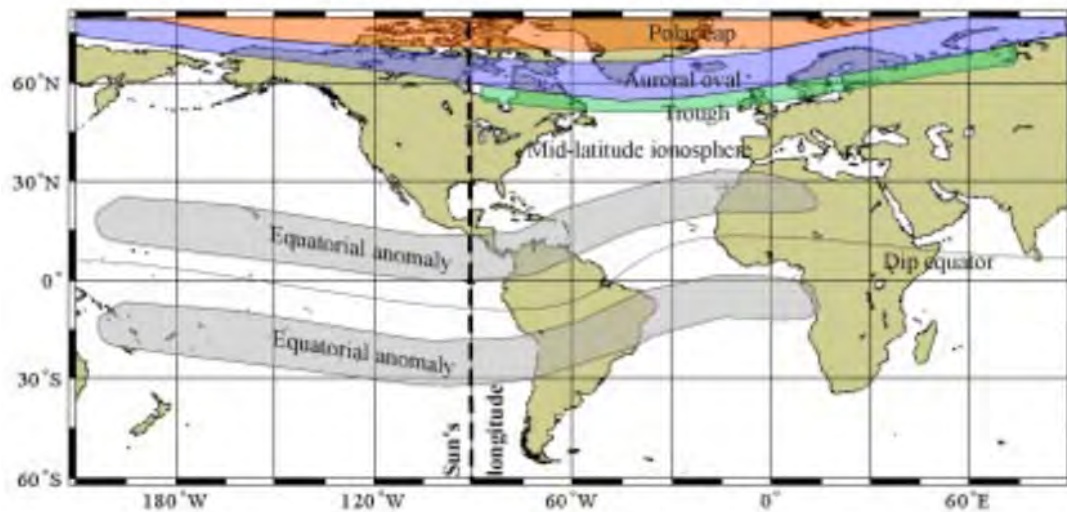 Polar cap
60°N
Auroral oval
Trough
Mid-latitude ionosphere
30°N
Equatorial anomaly
Dip equator
0°
Equatorial anomaly
30°S
Sun's
longitude
60°S
180°W
120°W
60°W
0°
60°E